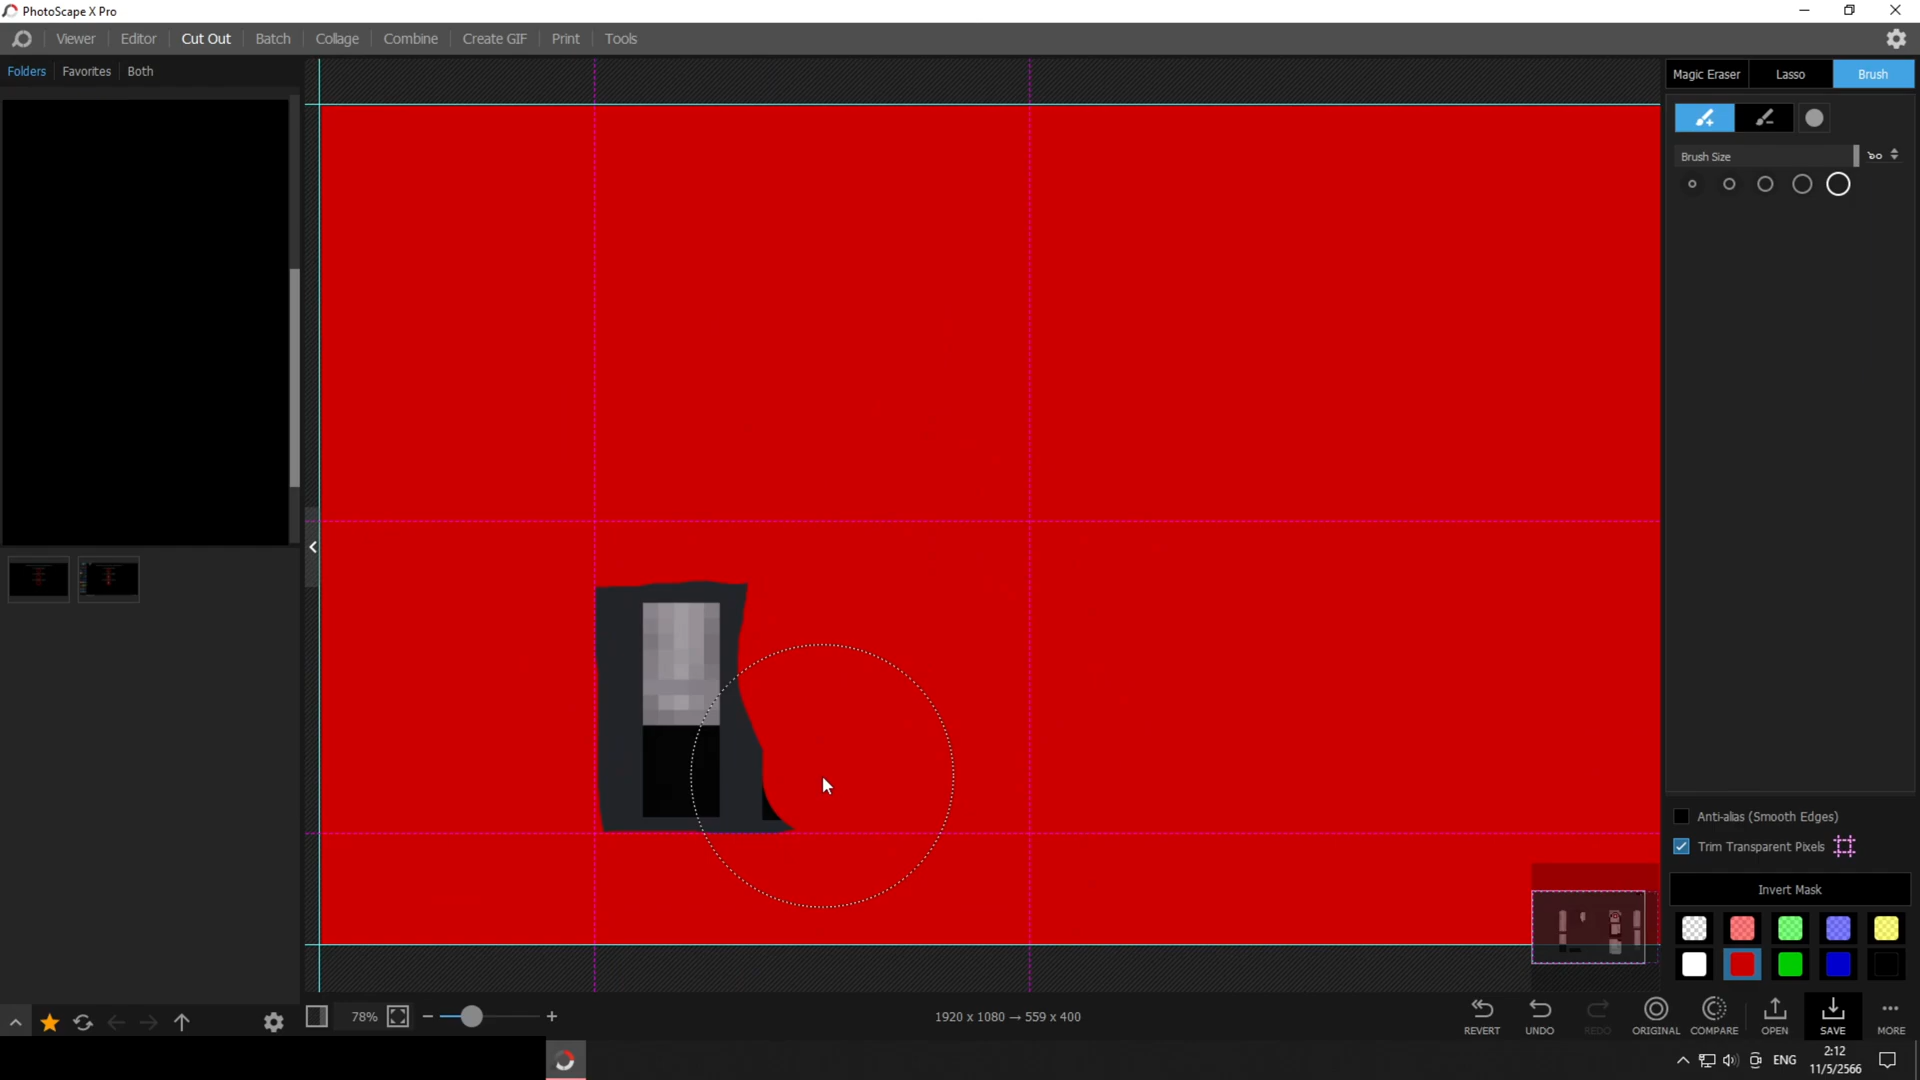 PhotoScape X Pro
Viewer
Editor
Cut Out
Batch
Collage
Combine
Create GIF
Print
Tools
Folders
Favorites
Both
Magic Eraser
Lasso
Brush
Brush Size
Anti-alias (Smooth Edges)
Trim Transparent Pixels
Invert Mask
78%
1920 x 1080 → 559 x 400
REVERT
UNDO
REDO
ORIGINAL
COMPARE
OPEN
SAVE
MORE
ENG
2:12
11/5/2566